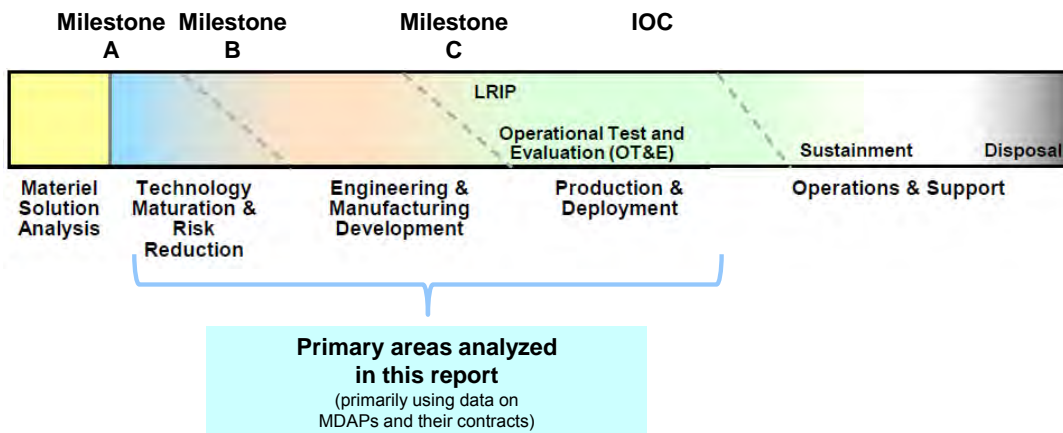 Milestone
A
Milestone
B
Milestone
C
IOC
LRIP
Operational Test and
Evaluation (OT&E)
Sustainment
Disposal
Materiel
Solution
Analysis
Technology
Maturation &
Risk
Reduction
Engineering &
Manufacturing
Development
Production &
Deployment
Operations & Support
Primary areas analyzed
in this report
(primarily using data on
MDAPs and their contracts)